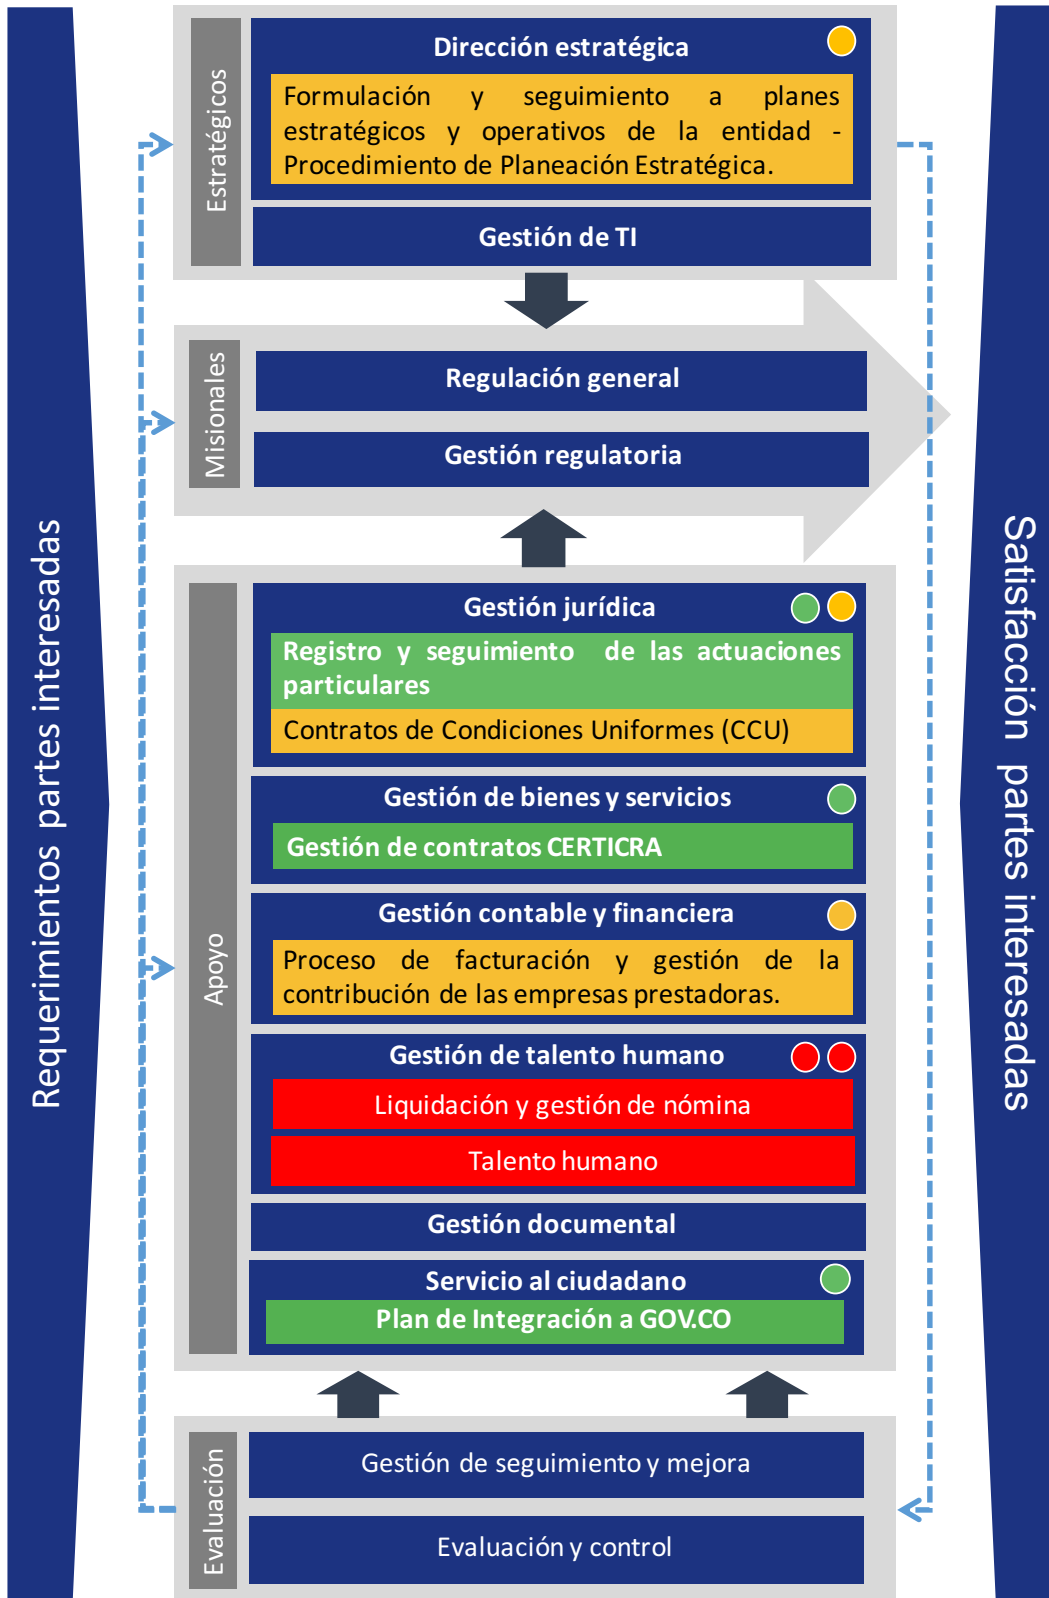 Requerimientos partes interesadas
Estratégicos
Dirección estratégica
Formulación y seguimiento a planes
estratégicos y operativos de la entidad -
Procedimiento de Planeación Estratégica.
Gestión de TI
Misionales
Regulación general
Gestión regulatoria
Apoyo
Gestión jurídica
Registro y seguimiento de las actuaciones
particulares
Contratos de Condiciones Uniformes (CCU)
Gestión de bienes y servicios
Gestión de contratos CERTICRA
Gestión contable y financiera
Proceso de facturación y gestión de la
contribución de las empresas prestadoras.
Gestión de talento humano
Liquidación y gestión de nómina
Talento humano
Gestión documental
Servicio al ciudadano
Plan de Integración a GOV.CO
Evaluación
Gestión de seguimiento y mejora
Evaluación y control
Satisfacción partes interesadas